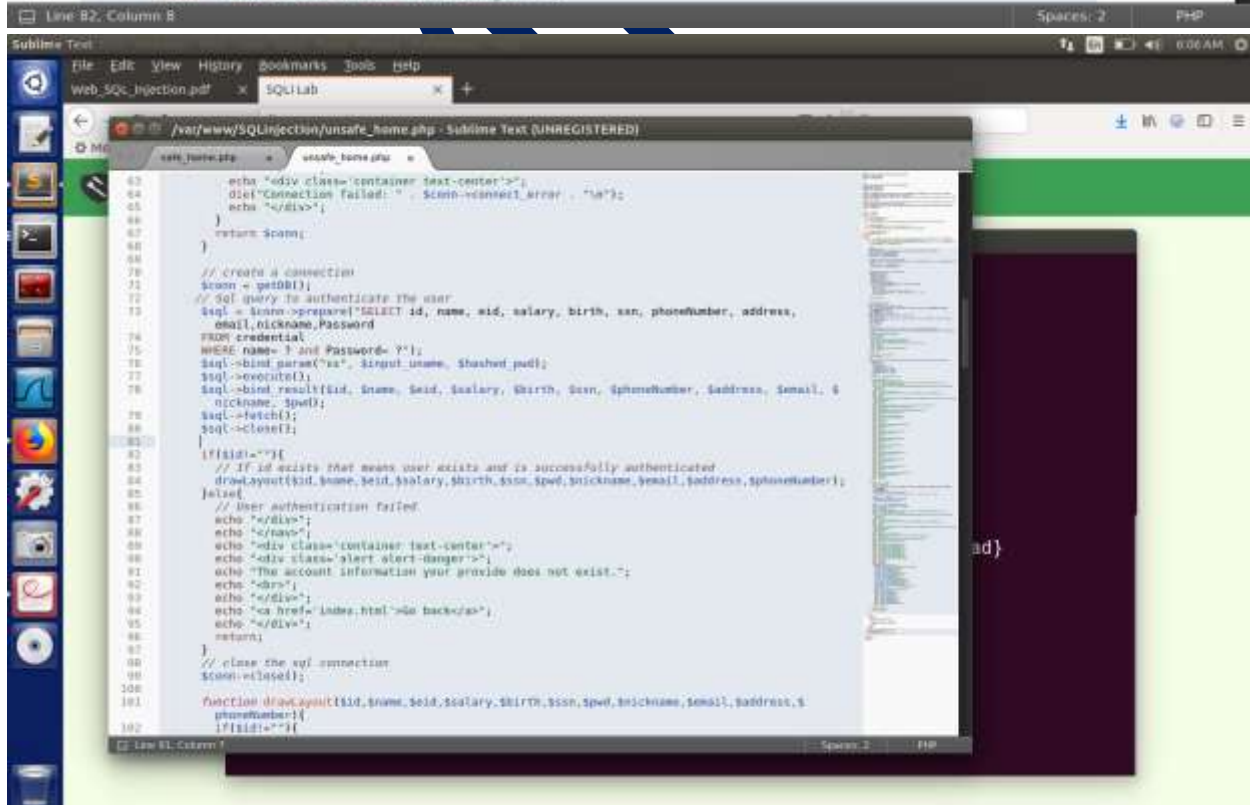 Line 82, Column 8 Spaces: 2 PHP
Sublime Text 6:06 AM
File Edit View History Bookmarks Tools Help
Web_SQL_Injection.pdf × SQLi Lab × +
/var/www/SQLInjection/unsafe_home.php - Sublime Text (UNREGISTERED)
safe_home.php unsafe_home.php
63 echo "<div class='container text-center'>";
64 die("Connection failed: " . $conn->connect_error . "\n");
65 echo "</div>";
66 }
67 return $conn;
68 }
69
70 // create a connection
71 $conn = getDB();
72 // Sql query to authenticate the user
73 $sql = $conn->prepare("SELECT id, name, eid, salary, birth, ssn, phoneNumber, address,
email,nickname,Password
74 FROM credential
75 WHERE name= ? and Password= ?");
76 $sql->bind_param("ss", $input_uname, $hashed_pwd);
77 $sql->execute();
78 $sql->bind_result($id, $name, $eid, $salary, $birth, $ssn, $phoneNumber, $address, $email, $
nickname, $pwd);
79 $sql->fetch();
80 $sql->close();
81
82 if($id!=""){
83 // If id exists that means user exists and is successfully authenticated
84 drawLayout($id,$name,$eid,$salary,$birth,$ssn,$pwd,$nickname,$email,$address,$phoneNumber);
85 }else{
86 // User authentication failed
87 echo "</div>";
88 echo "</nav>";
89 echo "<div class='container text-center'>";
90 echo "<div class='alert alert-danger'>";
91 echo "The account information your provide does not exist.";
92 echo "<br>";
93 echo "</div>";
94 echo "<a href='index.html'>Go back</a>";
95 echo "</div>";
96 return;
97 }
98 // close the sql connection
99 $conn->close();
100
101 function drawLayout($id,$name,$eid,$salary,$birth,$ssn,$pwd,$nickname,$email,$address,$
phoneNumber){
102 if($id!=""){
ad}
Line 81, Column 7 Spaces: 2 PHP